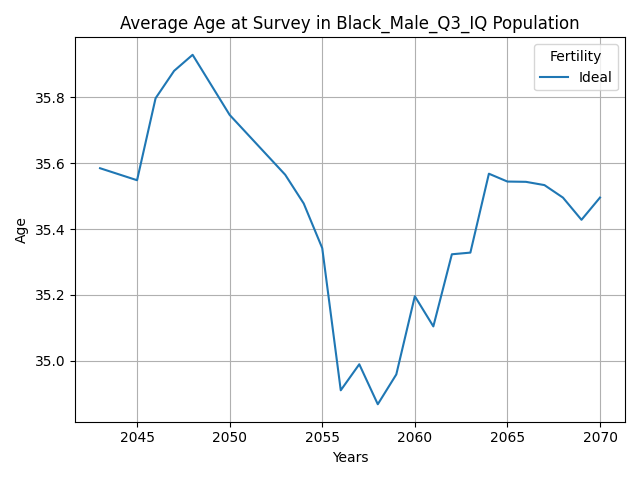 Average Age at Survey in Black_Male_Q3_IQ Population
Fertility
Ideal
35.8
35.6
35.4
35.2
35.0
Age
2045 2050 2055 2060 2065 2070
Years